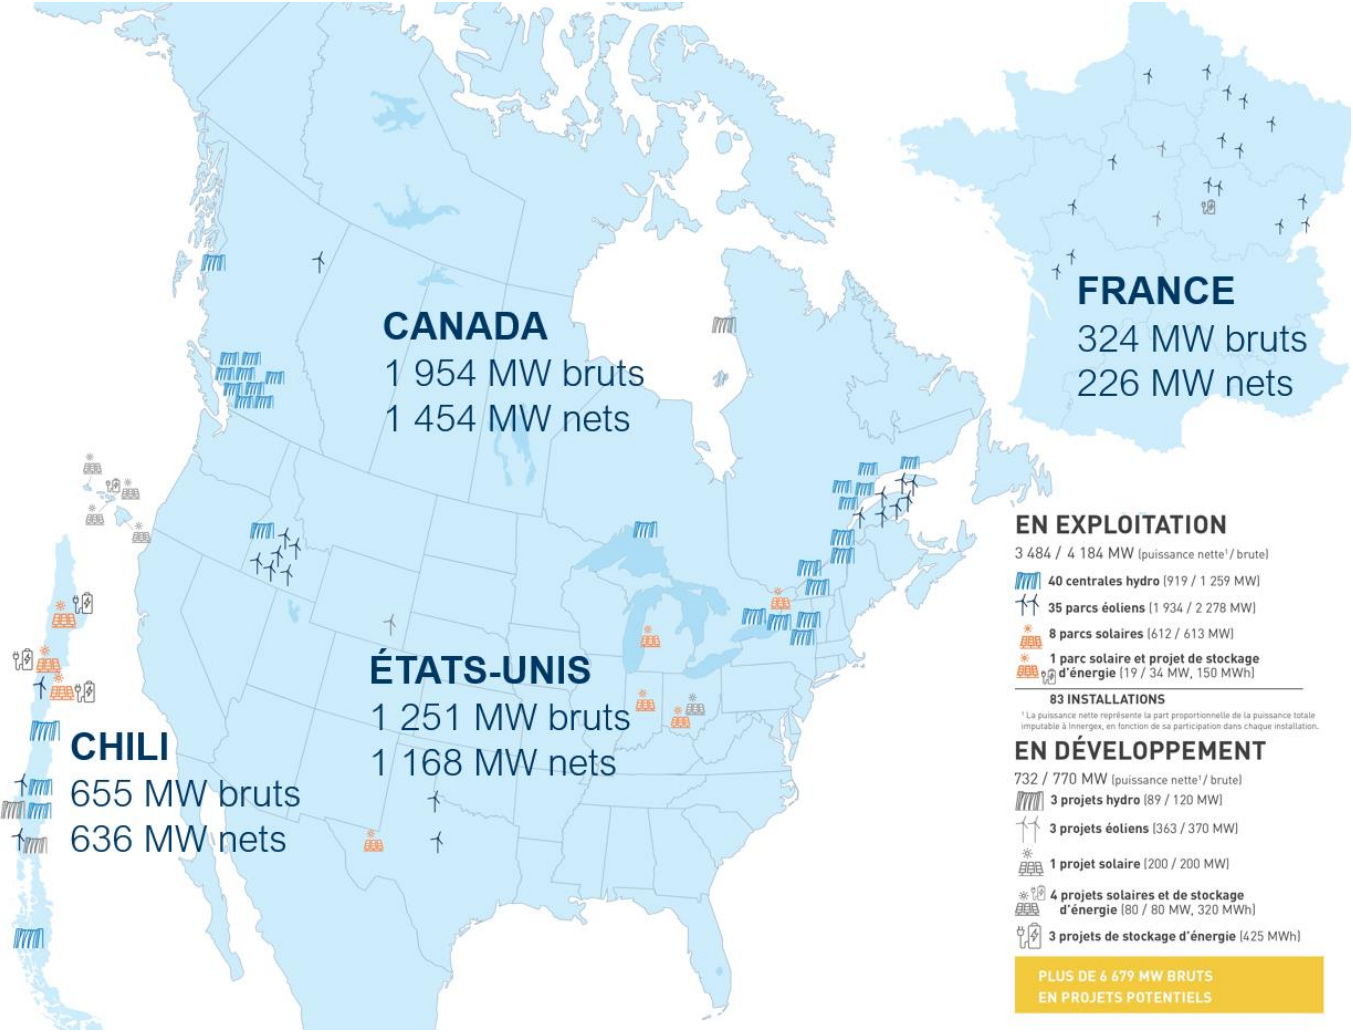 CANADA
1 954 MW bruts
1 454 MW nets
FRANCE
324 MW bruts
226 MW nets
ÉTATS-UNIS
1 251 MW bruts
1 168 MW nets
CHILI
655 MW bruts
636 MW nets
EN EXPLOITATION
3 484 / 4 184 MW (puissance nette¹ / brute)
40 centrales hydro (919 / 1 259 MW)
35 parcs éoliens (1 934 / 2 278 MW)
8 parcs solaires (612 / 613 MW)
1 parc solaire et projet de stockage
d'énergie (19 / 34 MW, 150 MWh)
83 INSTALLATIONS
¹ La puissance nette représente la part proportionnelle de la puissance totale
imputable à Innergex, en fonction de sa participation dans chaque installation.
EN DÉVELOPPEMENT
732 / 770 MW (puissance nette¹ / brute)
3 projets hydro (89 / 120 MW)
3 projets éoliens (363 / 370 MW)
1 projet solaire (200 / 200 MW)
4 projets solaires et de stockage
d'énergie (80 / 80 MW, 320 MWh)
3 projets de stockage d'énergie (425 MWh)
PLUS DE 6 679 MW BRUTS
EN PROJETS POTENTIELS